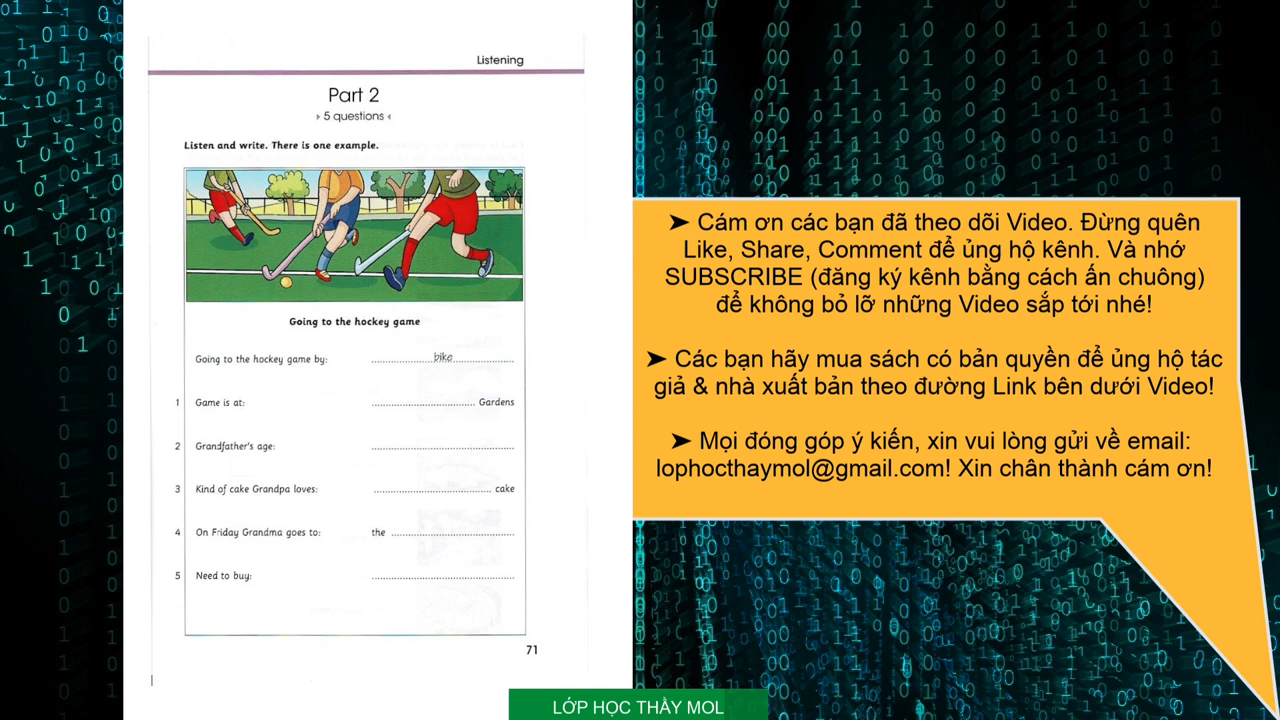 Listening
Part 2
5 questions
Listen and write. There is one example.
Going to the hockey game
Going to the hockey game by: bike
1 Game is at: Gardens
2 Grandfather's age:
3 Kind of cake Grandpa loves: cake
4 On Friday Grandma goes to: the
5 Need to buy:
71
➤ Cám ơn các bạn đã theo dõi Video. Đừng quên
Like, Share, Comment để ủng hộ kênh. Và nhớ
SUBSCRIBE (đăng ký kênh bằng cách ấn chuông)
để không bỏ lỡ những Video sắp tới nhé!
➤ Các bạn hãy mua sách có bản quyền để ủng hộ tác
giả & nhà xuất bản theo đường Link bên dưới Video!
➤ Mọi đóng góp ý kiến, xin vui lòng gửi về email:
lophocthaymol@gmail.com! Xin chân thành cám ơn!
LỚP HỌC THẦY MOL